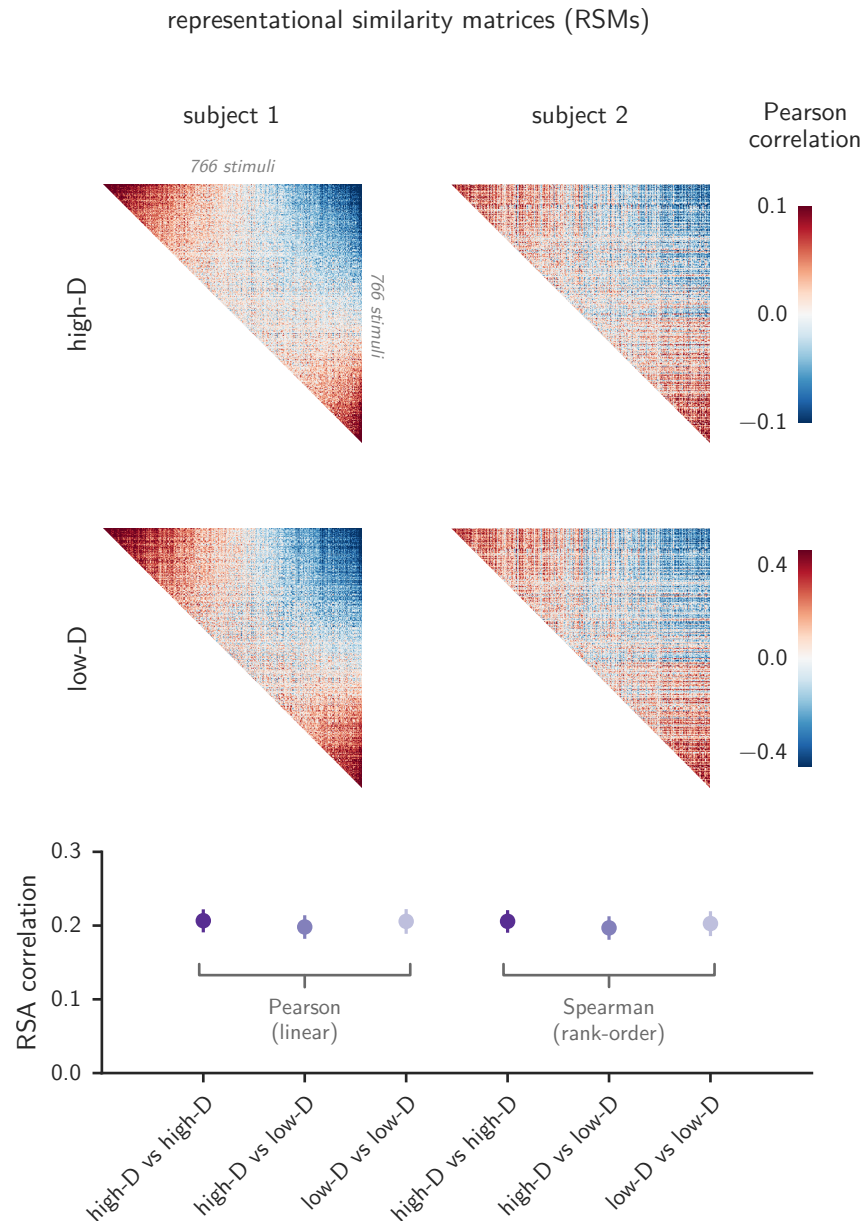 representational similarity matrices (RSMs)
subject 1
subject 2
Pearson
correlation
766 stimuli
766 stimuli
high-D
0.1
0.0
−0.1
low-D
0.4
0.0
−0.4
RSA correlation
0.3
0.2
0.1
0.0
Pearson
(linear)
Spearman
(rank-order)
high-D vs high-D
high-D vs low-D
low-D vs low-D
high-D vs high-D
high-D vs low-D
low-D vs low-D